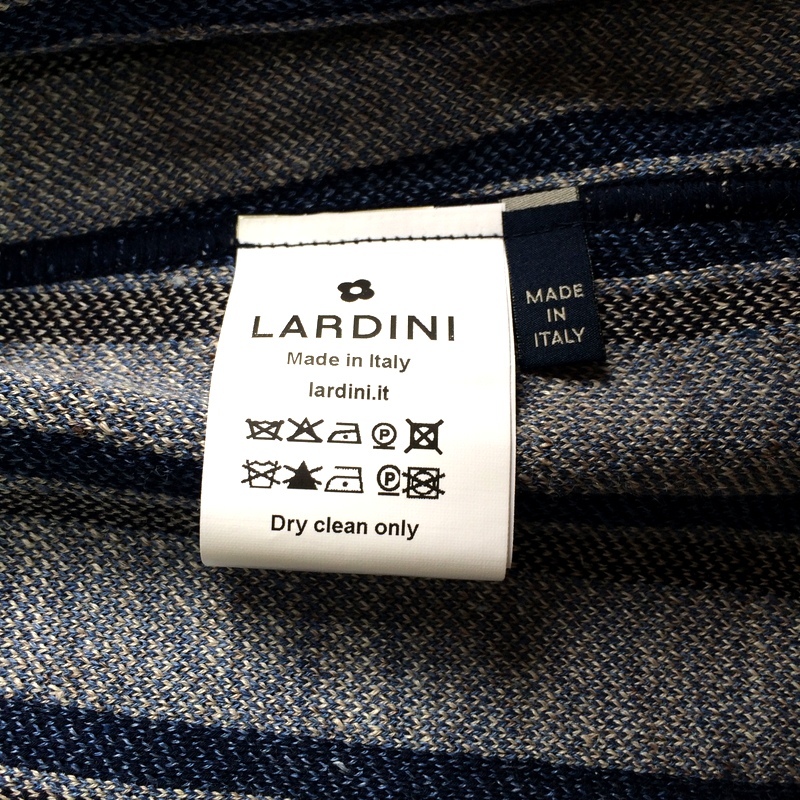 LARDINI
Made in Italy
lardini.it
P
P
Dry clean only
MADE
IN
ITALY